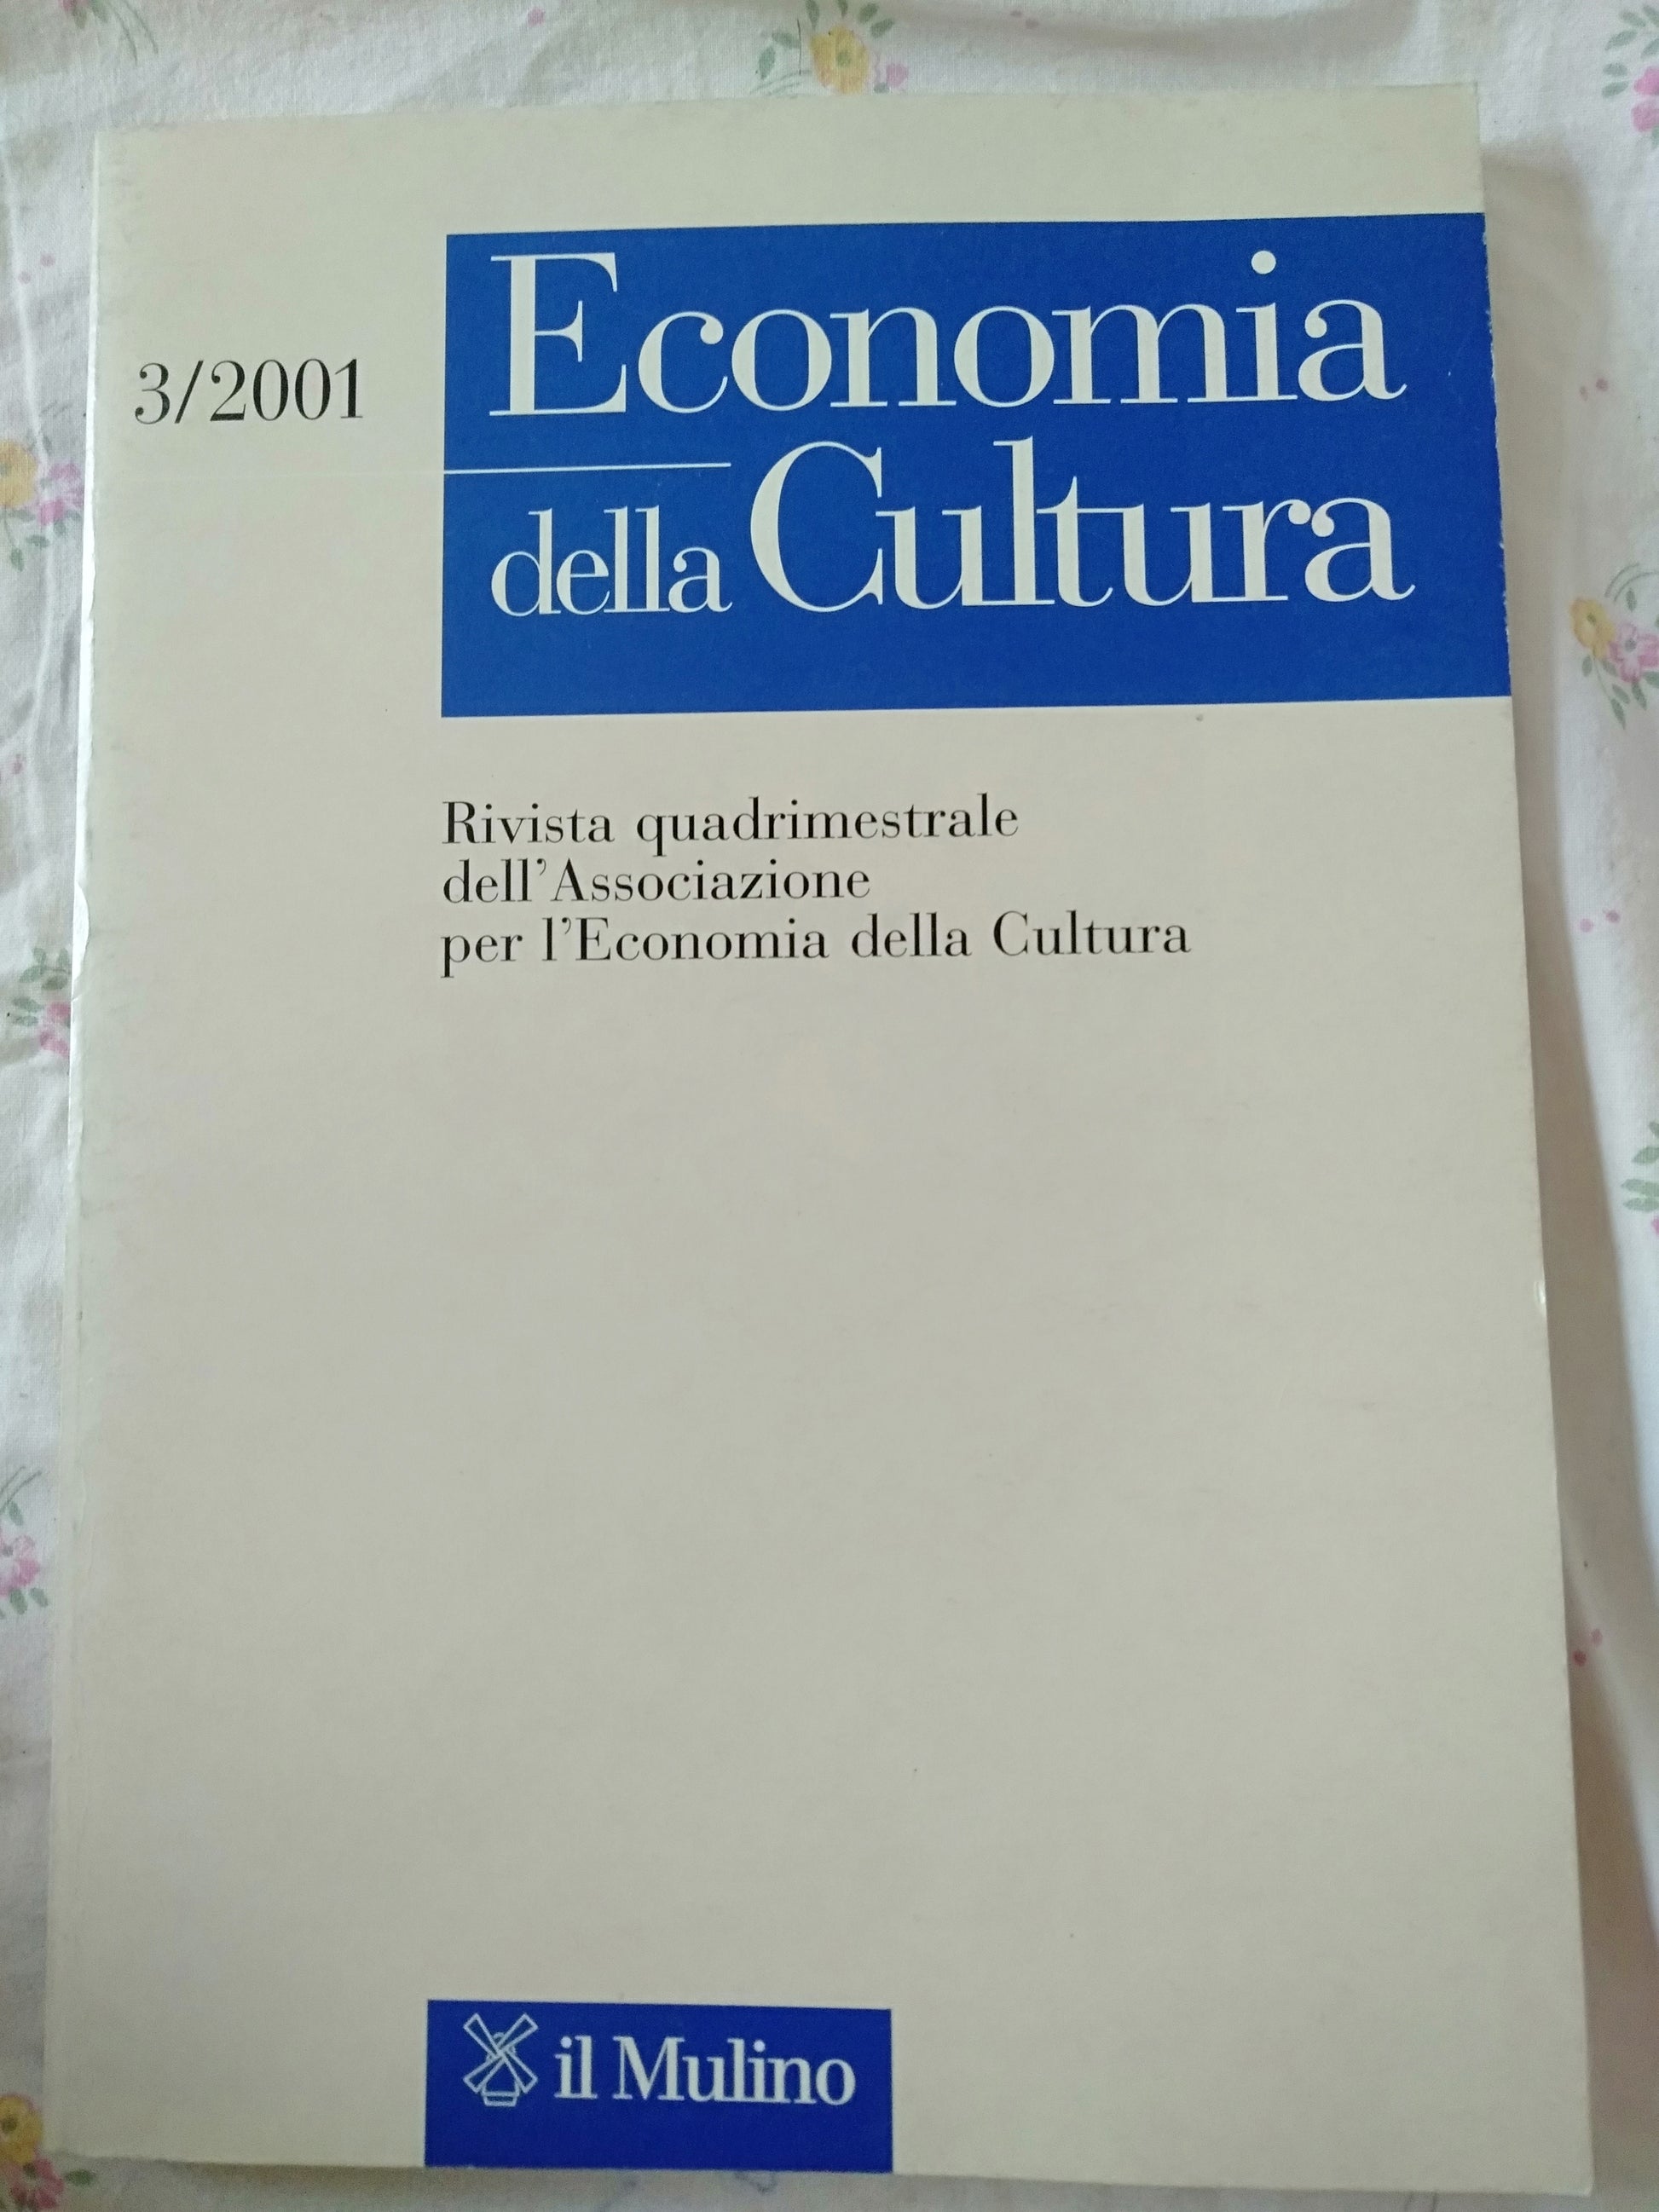 3/2001
Economia
della Cultura
Rivista quadrimestrale
dell'Associazione
per l'Economia della Cultura
il Mulino